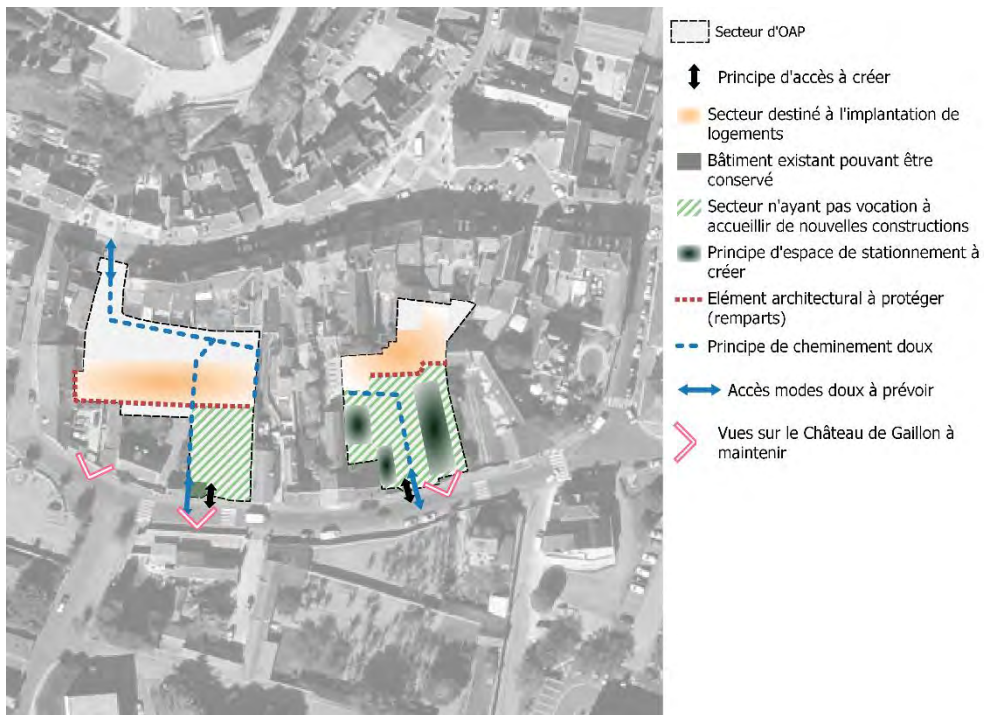 Secteur d'OAP
Principe d'accès à créer
Secteur destiné à l'implantation de
logements
Bâtiment existant pouvant être
conservé
Secteur n'ayant pas vocation à
accueillir de nouvelles constructions
Principe d'espace de stationnement à
créer
Elément architectural à protéger
(remparts)
Principe de cheminement doux
Accès modes doux à prévoir
Vues sur le Château de Gaillon à
maintenir